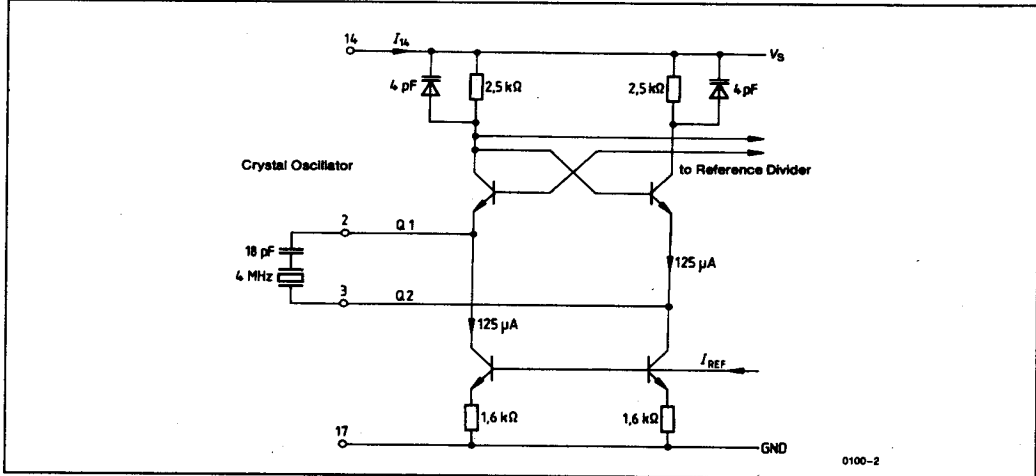 14
I14
VS
4 pF
2,5 kΩ
2,5 kΩ
4 pF
Crystal Oscillator
to Reference Divider
2
Q1
18 pF
125 µA
4 MHz
3
Q2
125 µA
IREF
1,6 kΩ
1,6 kΩ
17
GND
0100-2